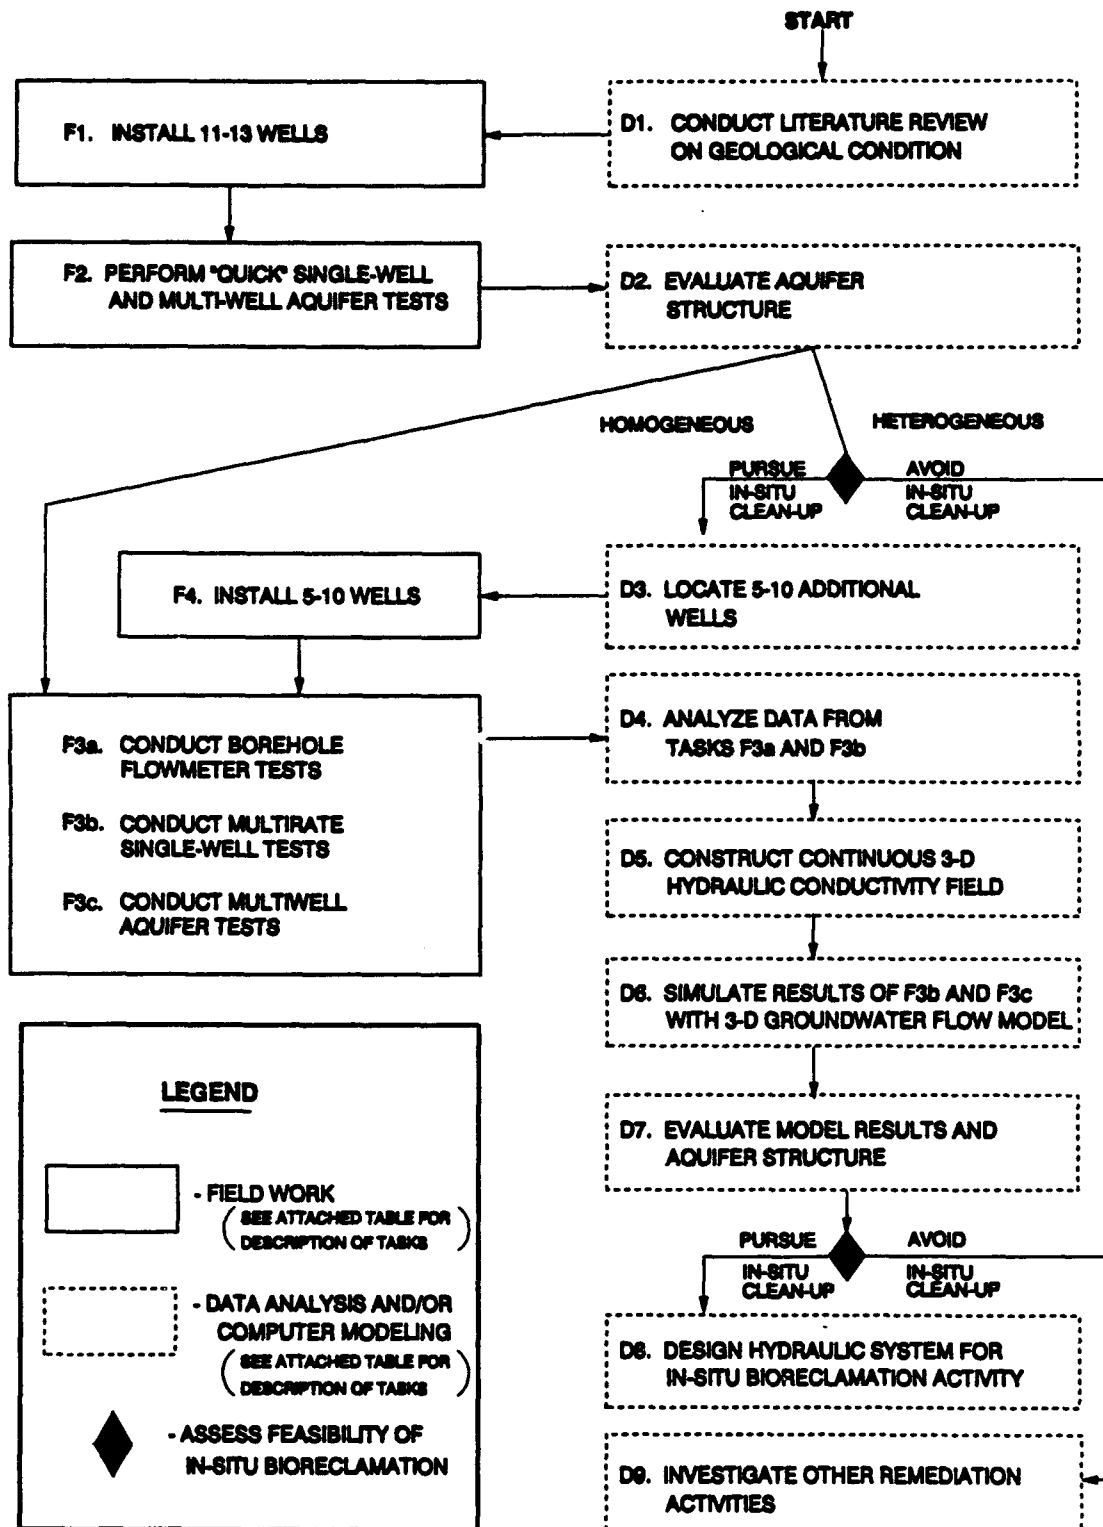 START
F1. INSTALL 11-13 WELLS
D1. CONDUCT LITERATURE REVIEW
ON GEOLOGICAL CONDITION
F2. PERFORM "QUICK" SINGLE-WELL
AND MULTI-WELL AQUIFER TESTS
D2. EVALUATE AQUIFER
STRUCTURE
HOMOGENEOUS
HETEROGENEOUS
PURSUE
IN-SITU
CLEAN-UP
AVOID
IN-SITU
CLEAN-UP
F4. INSTALL 5-10 WELLS
D3. LOCATE 5-10 ADDITIONAL
WELLS
F3a. CONDUCT BOREHOLE
FLOWMETER TESTS
F3b. CONDUCT MULTIRATE
SINGLE-WELL TESTS
F3c. CONDUCT MULTIWELL
AQUIFER TESTS
D4. ANALYZE DATA FROM
TASKS F3a AND F3b
D5. CONSTRUCT CONTINUOUS 3-D
HYDRAULIC CONDUCTIVITY FIELD
D6. SIMULATE RESULTS OF F3b AND F3c
WITH 3-D GROUNDWATER FLOW MODEL
D7. EVALUATE MODEL RESULTS AND
AQUIFER STRUCTURE
PURSUE
IN-SITU
CLEAN-UP
AVOID
IN-SITU
CLEAN-UP
D8. DESIGN HYDRAULIC SYSTEM FOR
IN-SITU BIORECLAMATION ACTIVITY
D9. INVESTIGATE OTHER REMEDIATION
ACTIVITIES
LEGEND
- FIELD WORK
(SEE ATTACHED TABLE FOR
DESCRIPTION OF TASKS)
- DATA ANALYSIS AND/OR
COMPUTER MODELING
(SEE ATTACHED TABLE FOR
DESCRIPTION OF TASKS)
- ASSESS FEASIBILITY OF
IN-SITU BIORECLAMATION